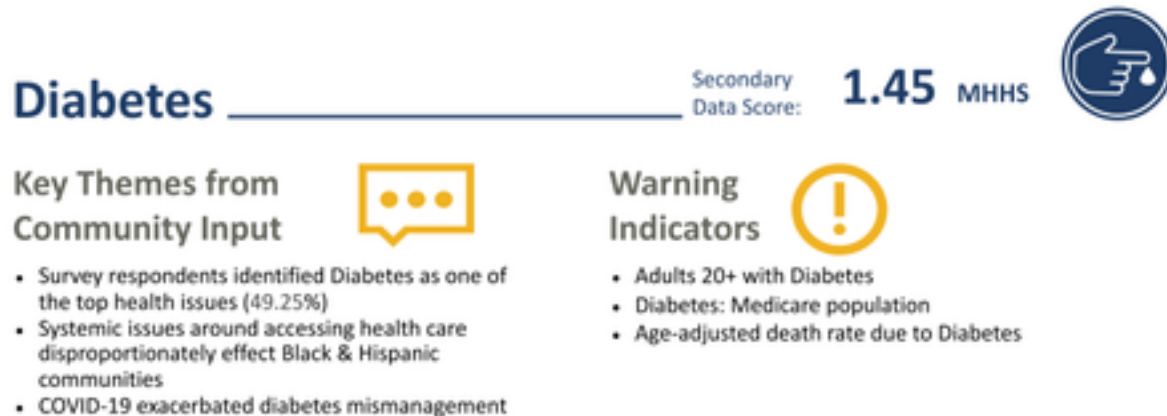 Diabetes
Secondary
Data Score:
1.45 MHHS
Key Themes from
Community Input
• Survey respondents identified Diabetes as one of
the top health issues (49.25%)
• Systemic issues around accessing health care
disproportionately effect Black & Hispanic
communities
• COVID-19 exacerbated diabetes mismanagement
Warning
Indicators
• Adults 20+ with Diabetes
• Diabetes: Medicare population
• Age-adjusted death rate due to Diabetes